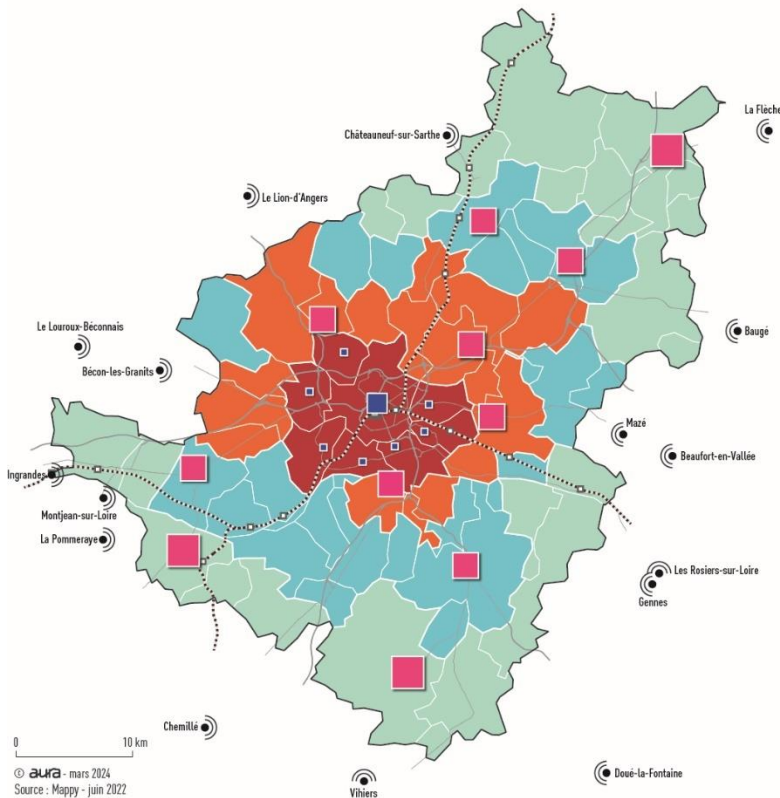 La Flèche
Châteauneuf-sur-Sarthe
Le Lion-d'Angers
Le Louroux-Béconnais
Baugé
Bécon-les-Granits
Mazé
Beaufort-en-Vallée
Ingrandes
Montjean-sur-Loire
La Pommeraye
Les Rosiers-sur-Loire
Gennes
Chemillé
0 10 km
© aura - mars 2024
Source : Mappy - juin 2022
Doué-la-Fontaine
Vihiers